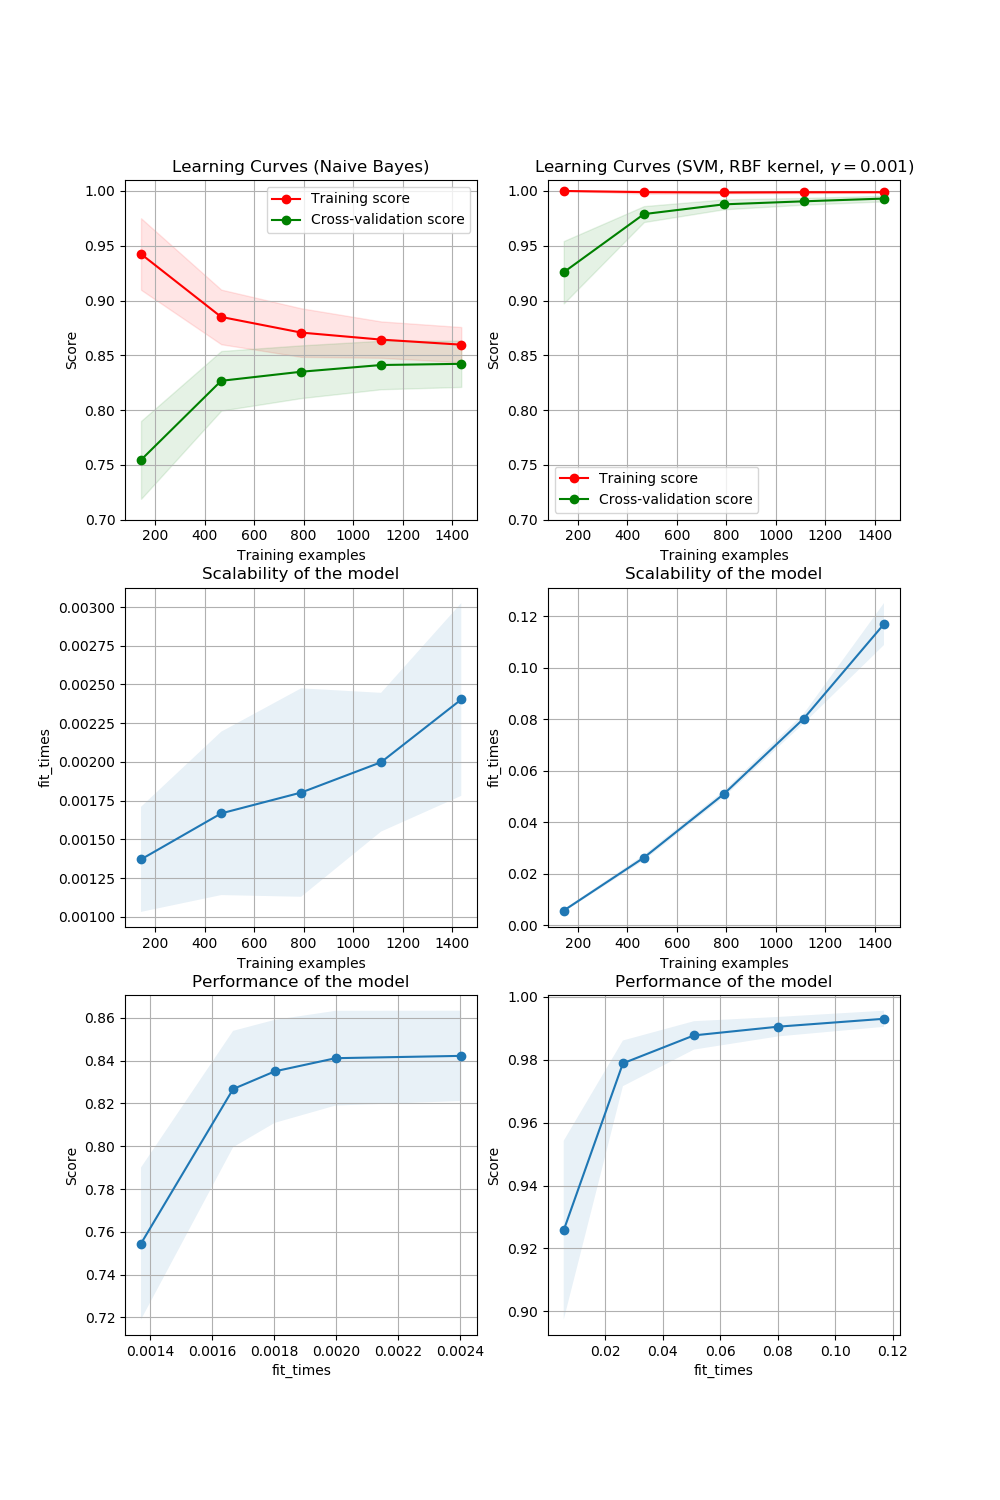 Learning Curves (Naive Bayes)
1.00
0.95
0.90
0.85
0.80
0.75
0.70
Score
Training score
Cross-validation score
200 400 600 800 1000 1200 1400
Training examples
Learning Curves (SVM, RBF kernel, γ = 0.001)
1.00
0.95
0.90
0.85
0.80
0.75
0.70
Score
Training score
Cross-validation score
200 400 600 800 1000 1200 1400
Training examples
Scalability of the model
0.00300
0.00275
0.00250
0.00225
0.00200
0.00175
0.00150
0.00125
0.00100
fit_times
200 400 600 800 1000 1200 1400
Training examples
Scalability of the model
0.12
0.10
0.08
0.06
0.04
0.02
0.00
fit_times
200 400 600 800 1000 1200 1400
Training examples
Performance of the model
0.86
0.84
0.82
0.80
0.78
0.76
0.74
0.72
Score
0.0014 0.0016 0.0018 0.0020 0.0022 0.0024
fit_times
Performance of the model
1.00
0.98
0.96
0.94
0.92
0.90
Score
0.02 0.04 0.06 0.08 0.10 0.12
fit_times